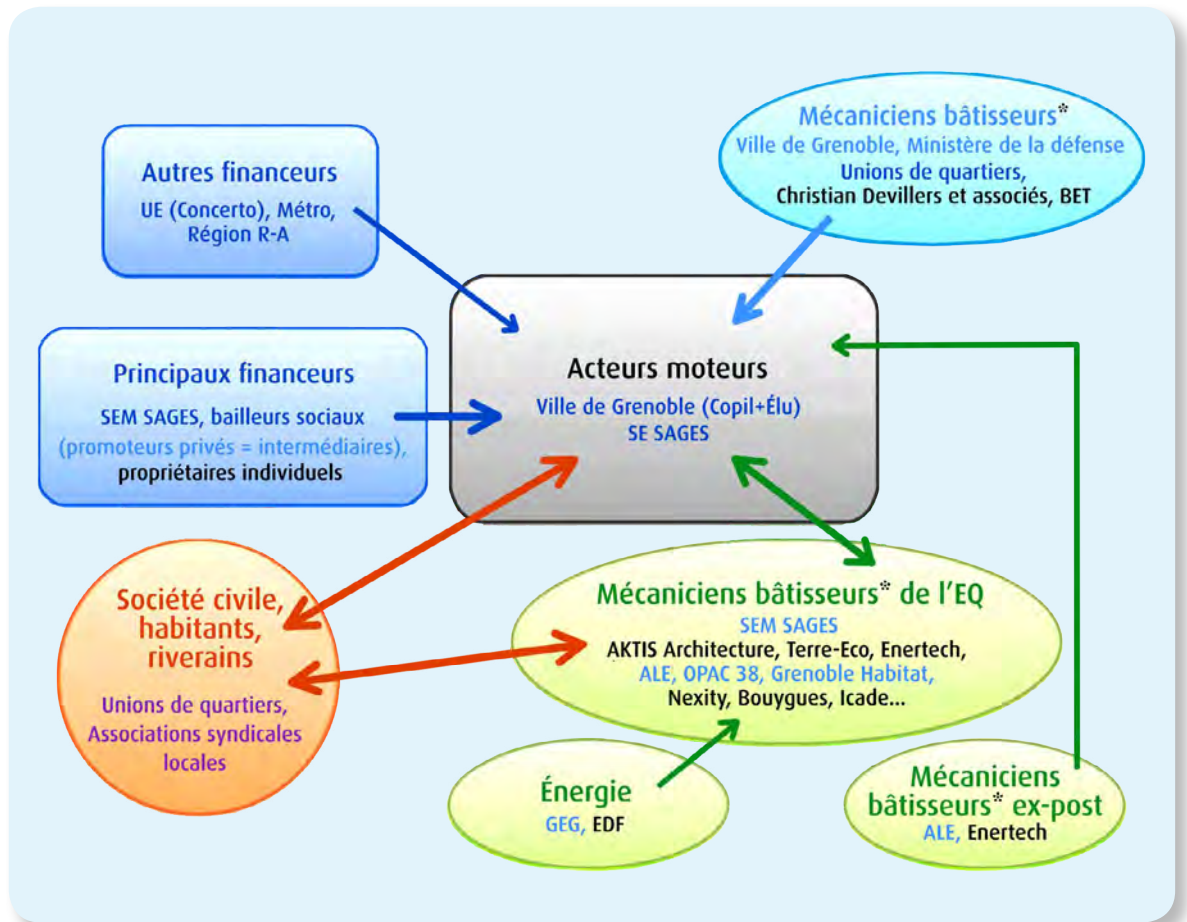 Mécaniciens bâtisseurs*
Ville de Grenoble, Ministère de la défense
Unions de quartiers,
Christian Devillers et associés, BET
Autres financeurs
UE (Concerto), Métro,
Région R-A
Principaux financeurs
SEM SAGES, bailleurs sociaux
(promoteurs privés = intermédiaires),
propriétaires individuels
Acteurs moteurs
Ville de Grenoble (Copil+Élu)
SE SAGES
Société civile,
habitants,
riverains
Unions de quartiers,
Associations syndicales
locales
Mécaniciens bâtisseurs* de l'EQ
SEM SAGES
AKTIS Architecture, Terre-Eco, Enertech,
ALE, OPAC 38, Grenoble Habitat,
Nexity, Bouygues, Icade...
Énergie
GEG, EDF
Mécaniciens
bâtisseurs* ex-post
ALE, Enertech